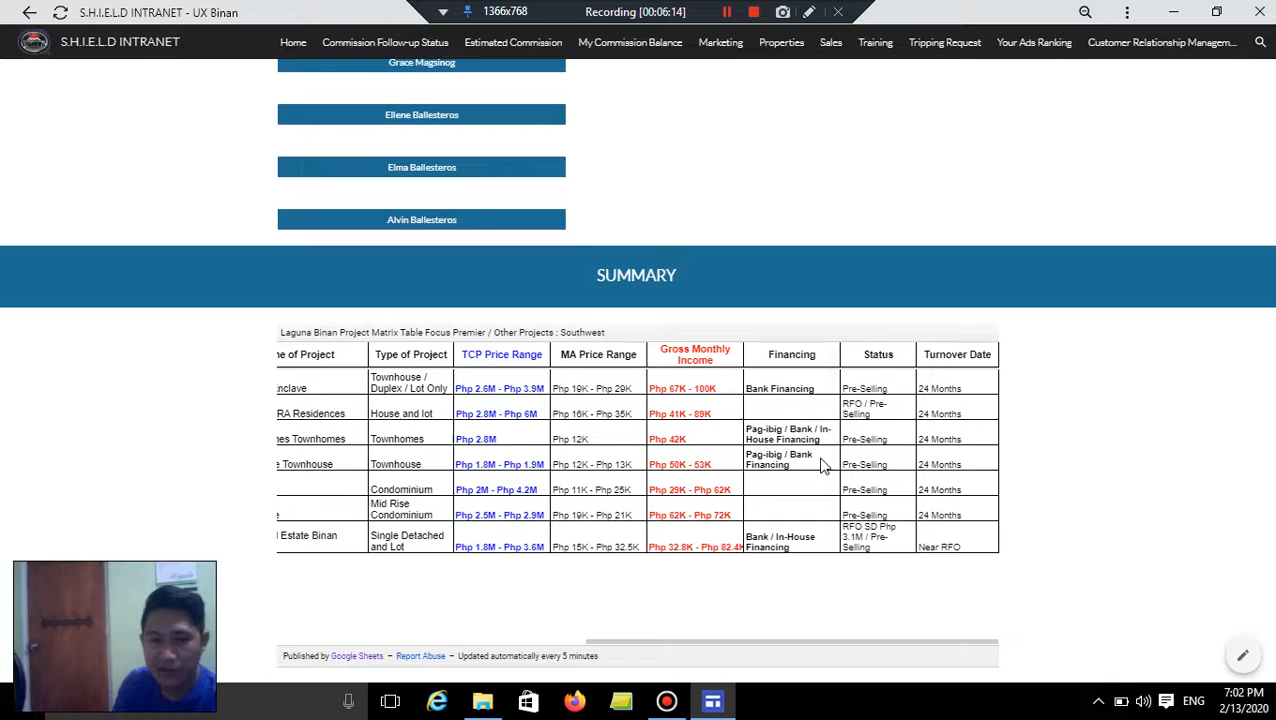 S.H.I.E.L.D INTRANET - UX Binan
1366x768
Recording [00:06:14]
S.H.I.E.L.D INTRANET
Home Commission Follow-up Status Estimated Commission My Commission Balance Marketing Properties Sales Training Tripping Request Your Ads Ranking Customer Relationship Managem...
Grace Magsinog
Ellene Ballesteros
Elma Ballesteros
Alvin Ballesteros
SUMMARY
Laguna Binan Project Matrix Table Focus Premier / Other Projects : Southwest
ne of Project Type of Project TCP Price Range MA Price Range Gross Monthly Income Financing Status Turnover Date
Enclave Townhouse / Duplex / Lot Only Php 2.6M - Php 3.9M Php 19K - Php 29K Php 67K - 100K Bank Financing Pre-Selling 24 Months
RA Residences House and lot Php 2.8M - Php 6M Php 16K - Php 35K Php 41K - 89K RFO / Pre-Selling
nes Townhomes Townhomes Php 2.8M Php 12K Php 42K Pag-ibig / Bank / In-House Financing Pre-Selling 24 Months
e Townhouse Townhouse Php 1.8M - Php 1.9M Php 12K - Php 13K Php 50K - 53K Pag-ibig / Bank Financing Pre-Selling 24 Months
Condominium Php 2M - Php 4.2M Php 11K - Php 25K Php 29K - Php 62K Pre-Selling 24 Months
e Mid Rise Condominium Php 2.5M - Php 2.9M Php 19K - Php 21K Php 62K - Php 72K Pre-Selling 24 Months
l Estate Binan Single Detached and Lot Php 1.8M - Php 3.6M Php 15K - Php 32.5K Php 32.8K - Php 82.4K Bank / In-House Financing RFO SD Php 3.1M / Pre-Selling Near RFO
Published by Google Sheets – Report Abuse – Updated automatically every 5 minutes
ENG
7:02 PM
2/13/2020